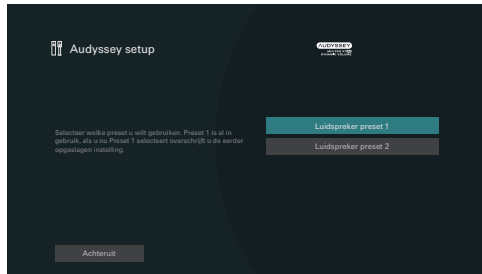 Audyssey setup
AUDYSSEY
Luidspreker preset 1
Selecteer welke preset u wilt gebruiken. Preset 1 is al in
gebruik, als u nu Preset 1 selecteert overschrijft u de eerder
opgeslagen instelling.
Luidspreker preset 2
Achteruit